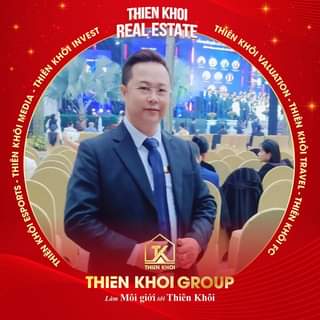 THIEN KHOI
REAL ESTATE
THIÊN KHÔI ESPORTS - THIÊN KHÔI MEDIA - THIÊN KHÔI INVEST
THIÊN KHÔI VALUATION - THIÊN KHÔI TRAVEL - THIÊN KHÔI FC
THIEN KHOI
THIEN KHOI GROUP
Làm Môi giới tới Thiên Khôi